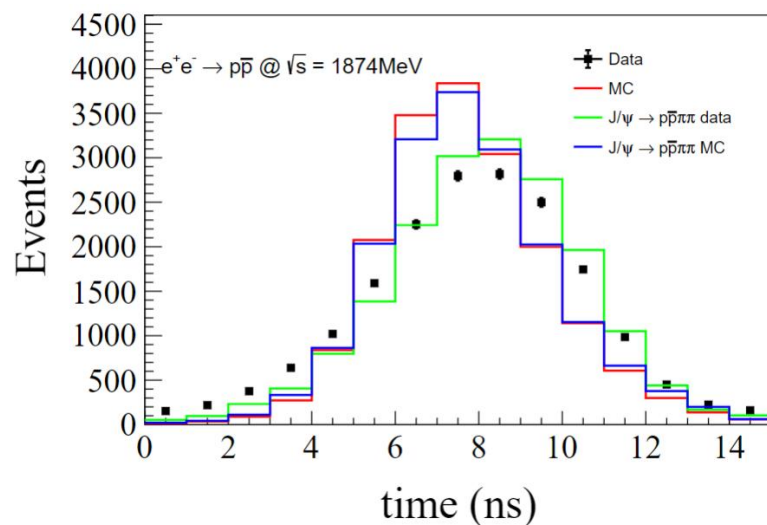 e⁺e⁻ → pp̅ @ √s = 1874MeV
Data
MC
J/ψ → pp̅ππ data
J/ψ → pp̅ππ MC
Events
4500
4000
3500
3000
2500
2000
1500
1000
500
0
0 2 4 6 8 10 12 14
time (ns)